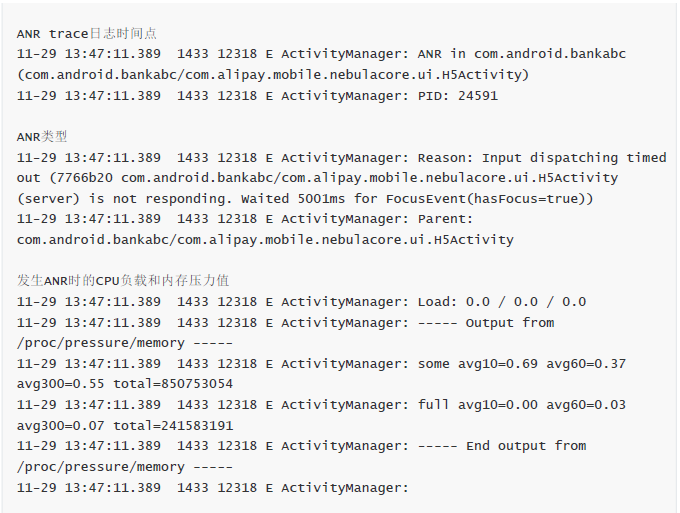 ANR trace日志时间点
11-29 13:47:11.389  1433 12318 E ActivityManager: ANR in com.android.bankabc
(com.android.bankabc/com.alipay.mobile.nebulacore.ui.H5Activity)
11-29 13:47:11.389  1433 12318 E ActivityManager: PID: 24591
ANR类型
11-29 13:47:11.389  1433 12318 E ActivityManager: Reason: Input dispatching timed
out (7766b20 com.android.bankabc/com.alipay.mobile.nebulacore.ui.H5Activity
(server) is not responding. Waited 5001ms for FocusEvent(hasFocus=true))
11-29 13:47:11.389  1433 12318 E ActivityManager: Parent:
com.android.bankabc/com.alipay.mobile.nebulacore.ui.H5Activity
发生ANR时的CPU负载和内存压力值
11-29 13:47:11.389  1433 12318 E ActivityManager: Load: 0.0 / 0.0 / 0.0
11-29 13:47:11.389  1433 12318 E ActivityManager: ----- Output from
/proc/pressure/memory -----
11-29 13:47:11.389  1433 12318 E ActivityManager: some avg10=0.69 avg60=0.37
avg300=0.55 total=850753054
11-29 13:47:11.389  1433 12318 E ActivityManager: full avg10=0.00 avg60=0.03
avg300=0.07 total=241583191
11-29 13:47:11.389  1433 12318 E ActivityManager: ----- End output from
/proc/pressure/memory -----
11-29 13:47:11.389  1433 12318 E ActivityManager: